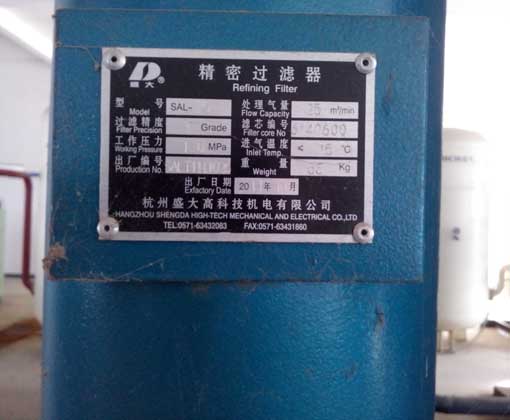 精密过滤器
Refining Filter
型号 SAL- 处理气量 25 m³/min
Model Flow Capacity
过滤精度 Grade 滤芯编号
Filter Precision Filter core No
工作压力 MPa 进气温度 < ℃
Working Pressure Inlet Temp.
出厂编号 重量 Kg
Production No. Weight
出厂日期 20 年 月
Exfactory Date
杭州盛大高科技机电有限公司
HANGZHOU SHENGDA HIGH-TECH MECHANICAL AND ELECTRICAL CO.,LTD
TEL:0571-63432083 FAX:0571-63431860